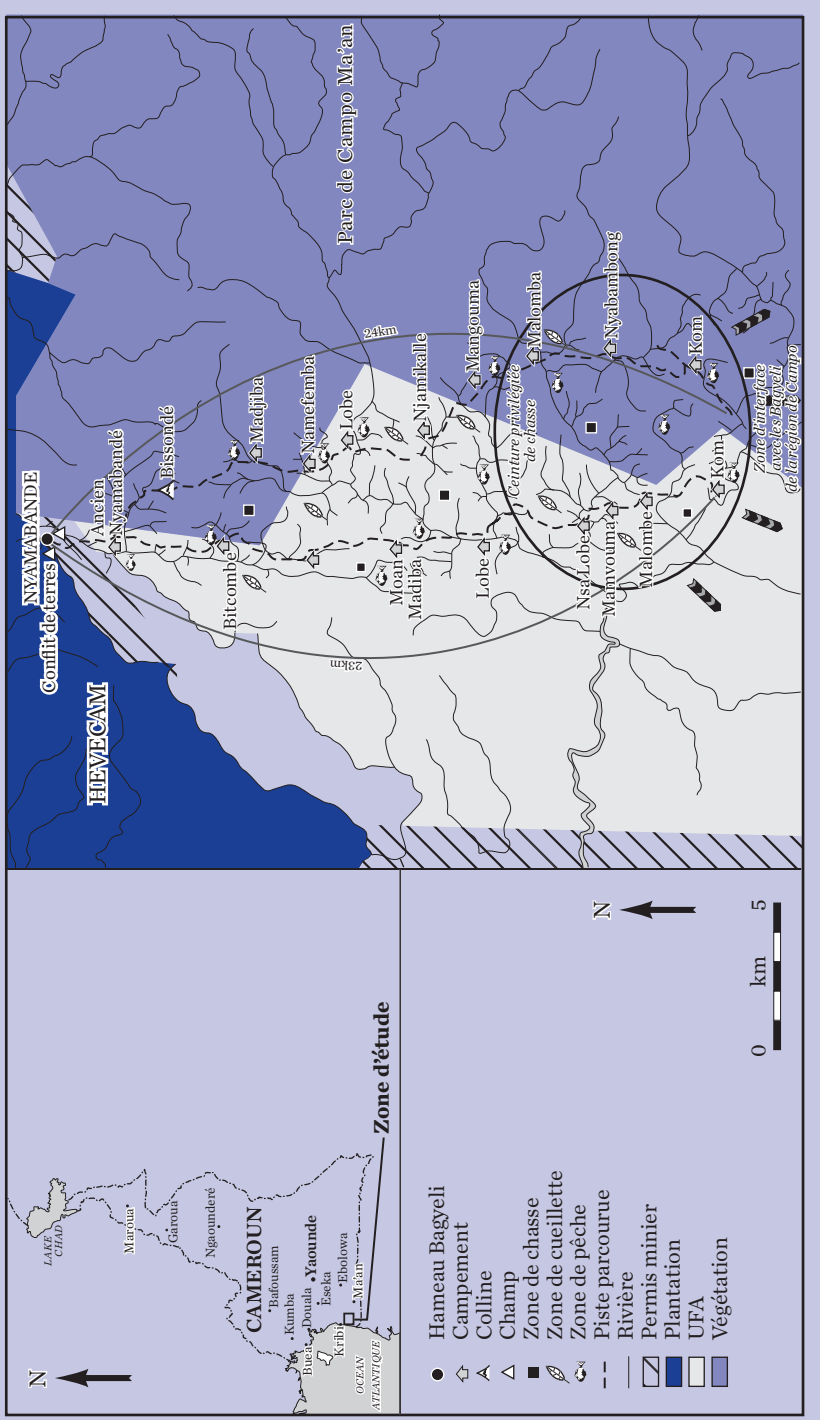 NYAMABANDE
Conflit de terres
HEVECAM
Parc de Campo Ma'an
Ancien
Nyamabandé
Bissondé
Madjiba
Namefemba
Lobe
Njamikalle
Mangouma
Malomba
Nyabambong
Kom
24km
23km
Bitcombe
Moan
Madiba
Lobe
Nsa Lobe
Mamvouma
Malombe
Kom
Ceinture privilégiée
de chasse
Zone d'interface
avec les Bagyeli
de la région de Campo
N
LAKE
CHAD
Maroua
Garoua
Ngaounderé
CAMEROUN
Bafoussam
Kumba
Buea
Douala
Yaounde
Eseka
Ebolowa
Kribi
Ma'an
OCEAN
ATLANTIQUE
Zone d'étude
Hameau Bagyeli
Campement
Colline
Champ
Zone de chasse
Zone de cueillette
Zone de pêche
Piste parcourue
Rivière
Permis minier
Plantation
UFA
Végétation
N
0 km 5